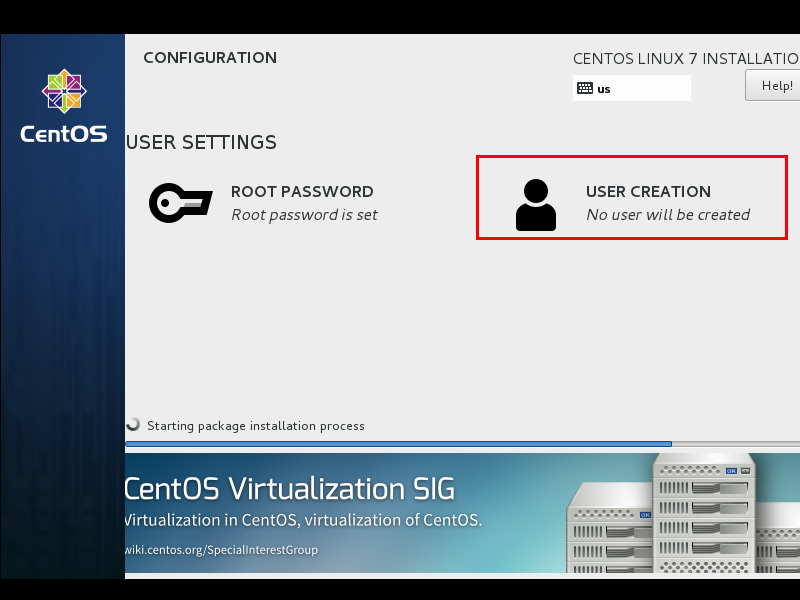 CONFIGURATION
CENTOS LINUX 7 INSTALLATIO
us
Help!
CentOS
USER SETTINGS
ROOT PASSWORD
Root password is set
USER CREATION
No user will be created
Starting package installation process
CentOS Virtualization SIG
Virtualization in CentOS, virtualization of CentOS.
wiki.centos.org/SpecialInterestGroup
OK
OK